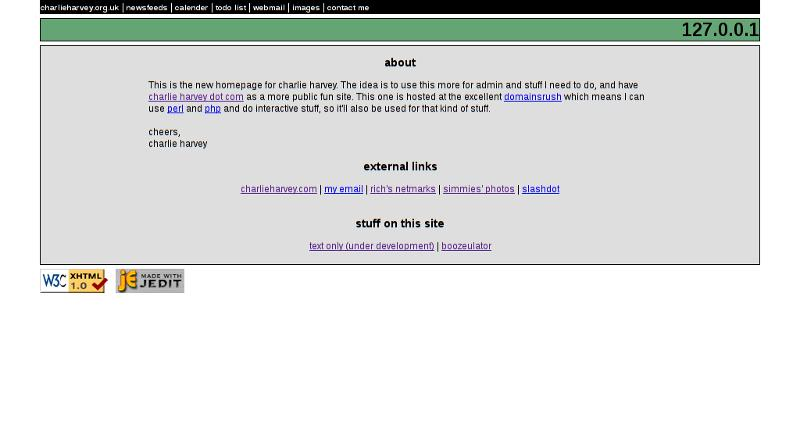 charlieharvey.org.uk | newsfeeds | calender | todo list | webmail | images | contact me
127.0.0.1
about
This is the new homepage for charlie harvey. The idea is to use this more for admin and stuff I need to do, and have
charlie harvey dot com as a more public fun site. This one is hosted at the excellent domainsrush which means I can
use perl and php and do interactive stuff, so it'll also be used for that kind of stuff.
cheers,
charlie harvey
external links
charlieharvey.com | my email | rich's netmarks | simmies' photos | slashdot
stuff on this site
text only (under development) | boozeulator
W3C XHTML 1.0
jE MADE WITH JEDIT